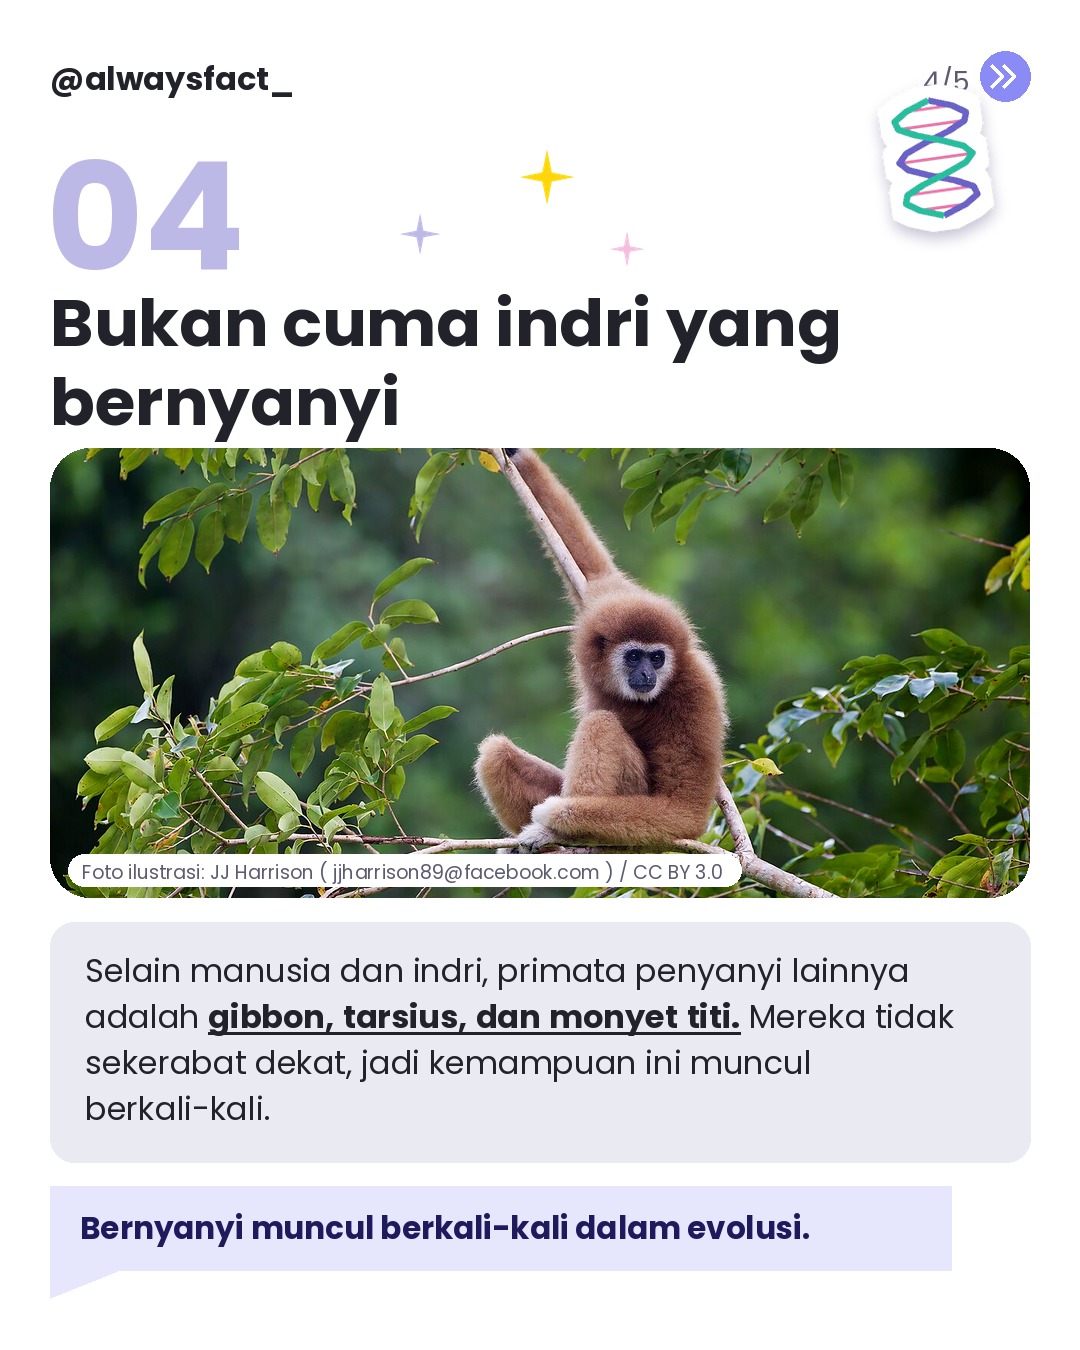 @alwaysfact_
4/5
04
Bukan cuma indri yang
bernyanyi
Foto ilustrasi: JJ Harrison ( jjharrison89@facebook.com ) / CC BY 3.0
Selain manusia dan indri, primata penyanyi lainnya
adalah gibbon, tarsius, dan monyet titi. Mereka tidak
sekerabat dekat, jadi kemampuan ini muncul
berkali-kali.
Bernyanyi muncul berkali-kali dalam evolusi.